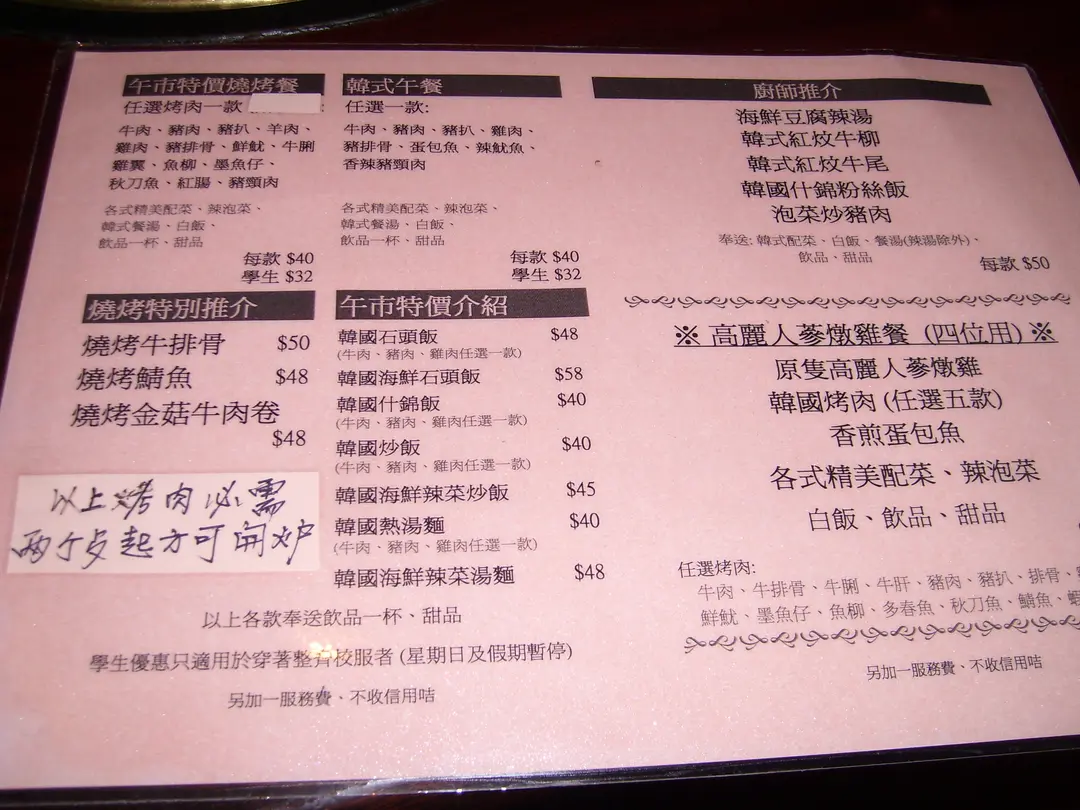 午市特價燒烤餐
任選烤肉一款 :
牛肉、豬肉、豬扒、羊肉、
雞肉、豬排骨、鮮魷、牛脷
雞翼、魚柳、墨魚仔、
秋刀魚、紅腸、豬頸肉
各式精美配菜、辣泡菜、
韓式餐湯、白飯、
飲品一杯、甜品
每款 $40
學生 $32
韓式午餐
任選一款:
牛肉、豬肉、豬扒、雞肉、
豬排骨、蛋包魚、辣魷魚、
香辣豬頸肉
各式精美配菜、辣泡菜、
韓式餐湯、白飯、
飲品一杯、甜品
每款 $40
學生 $32
燒烤特別推介
燒烤牛排骨 $50
燒烤鯖魚 $48
燒烤金菇牛肉卷
$48
以上烤肉必需
两个点起方可開炉
午市特價介紹
韓國石頭飯 $48
(牛肉、豬肉、雞肉任選一款)
韓國海鮮石頭飯 $58
韓國什錦飯 $40
(牛肉、豬肉、雞肉任選一款)
韓國炒飯 $40
(牛肉、豬肉、雞肉任選一款)
韓國海鮮辣菜炒飯 $45
韓國熱湯麵 $40
(牛肉、豬肉、雞肉任選一款)
韓國海鮮辣菜湯麵 $48
以上各款奉送飲品一杯、甜品
學生優惠只適用於穿著整齊校服者 (星期日及假期暫停)
另加一服務費、不收信用咭
廚師推介
海鮮豆腐辣湯
韓式紅炆牛柳
韓式紅炆牛尾
韓國什錦粉絲飯
泡菜炒豬肉
奉送: 韓式配菜、白飯、餐湯(辣湯除外)、
飲品、甜品
每款 $50
※ 高麗人蔘燉雞餐 (四位用) ※
原隻高麗人蔘燉雞
韓國烤肉 (任選五款)
香煎蛋包魚
各式精美配菜、辣泡菜
白飯、飲品、甜品
任選烤肉:
牛肉、牛排骨、牛脷、牛肝、豬肉、豬扒、排骨、
鮮魷、墨魚仔、魚柳、多春魚、秋刀魚、鯖魚、蝦
另加一服務費、不收信用咭